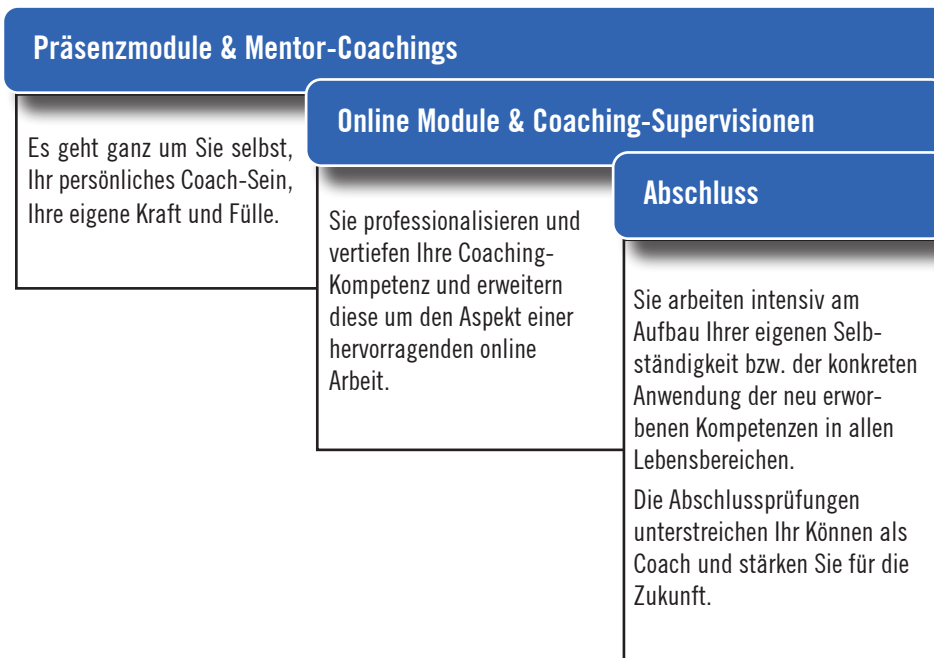 Präsenzmodule & Mentor-Coachings
Es geht ganz um Sie selbst,
Ihr persönliches Coach-Sein,
Ihre eigene Kraft und Fülle.
Online Module & Coaching-Supervisionen
Sie professionalisieren und
vertiefen Ihre Coaching-
Kompetenz und erweitern
diese um den Aspekt einer
hervorragenden online
Arbeit.
Abschluss
Sie arbeiten intensiv am
Aufbau Ihrer eigenen Selb-
ständigkeit bzw. der konkreten
Anwendung der neu erwor-
benen Kompetenzen in allen
Lebensbereichen.
Die Abschlussprüfungen
unterstreichen Ihr Können als
Coach und stärken Sie für die
Zukunft.